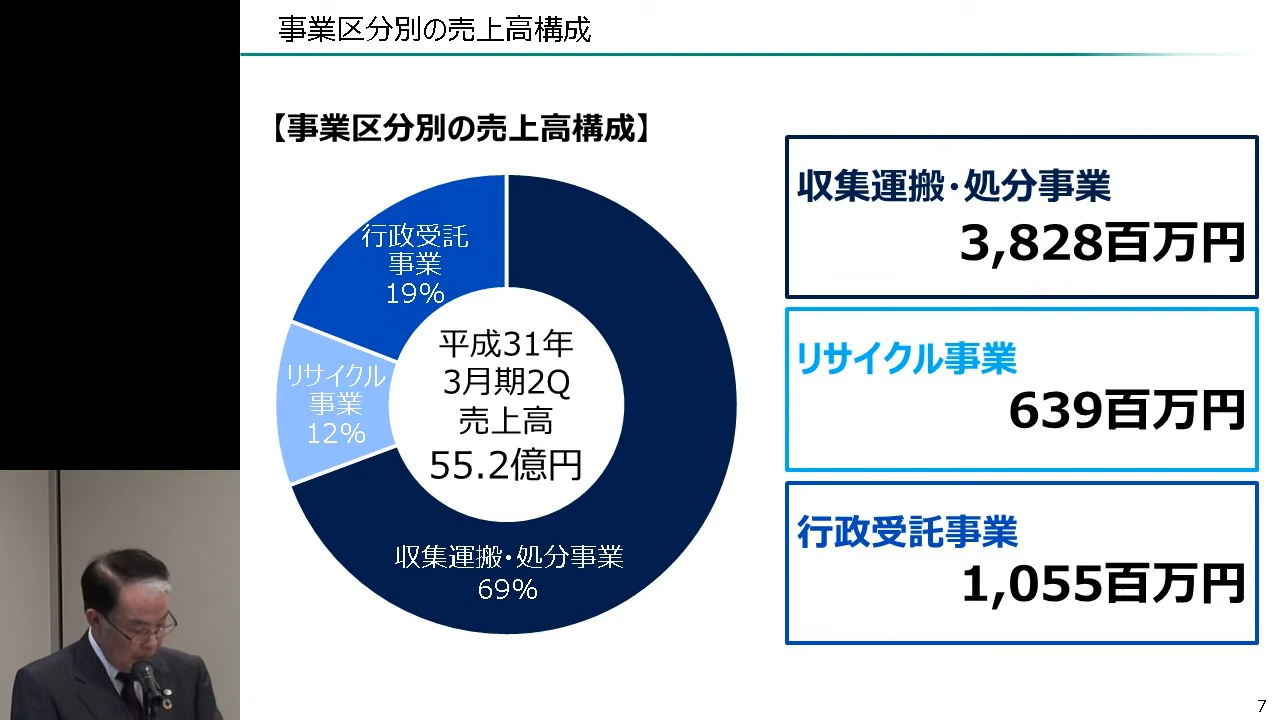 事業区分別の売上高構成
【事業区分別の売上高構成】
行政受託
事業
19%
リサイクル
事業
12%
平成31年
3月期2Q
売上高
55.2億円
収集運搬・処分事業
69%
収集運搬・処分事業
3,828百万円
リサイクル事業
639百万円
行政受託事業
1,055百万円
7